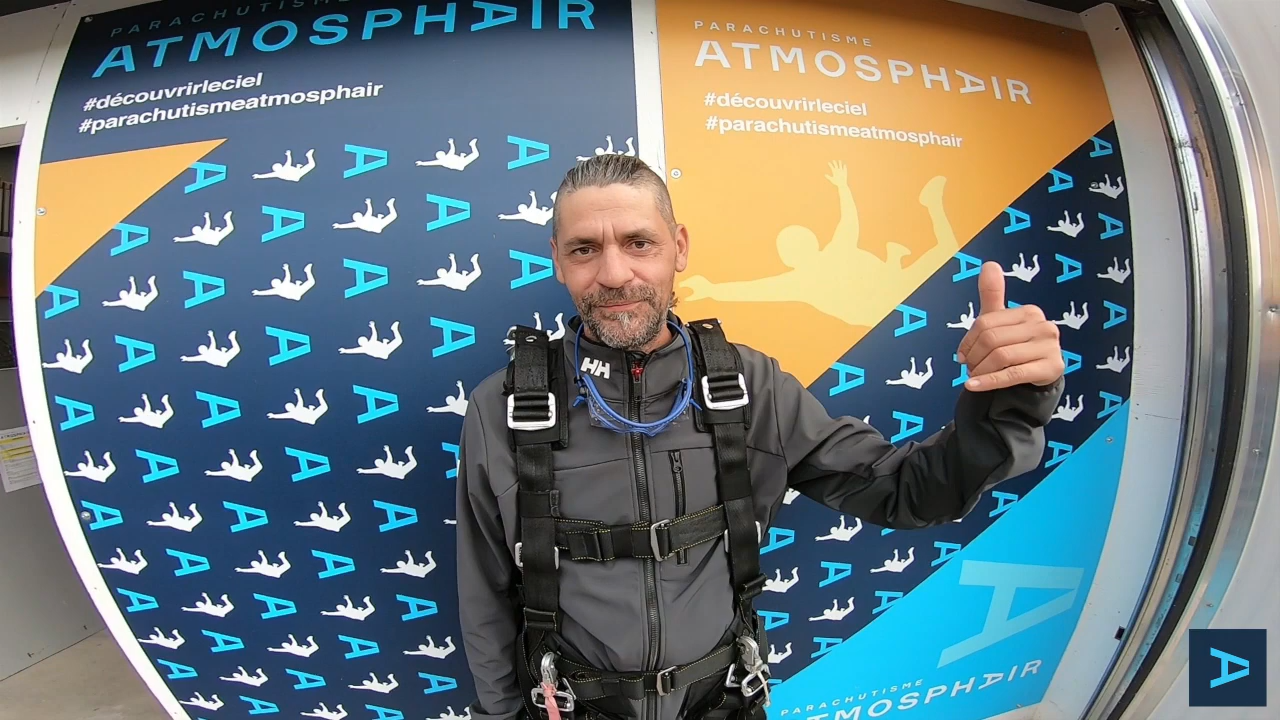 PARACHUTISME
ATMOSPHAIR
#découvrirleciel
#parachutismeatmosphair
PARACHUTISME
ATMOSPHAIR
#découvrirleciel
#parachutismeatmosphair
HH
PARACHUTISME
ATMOSPHAIR